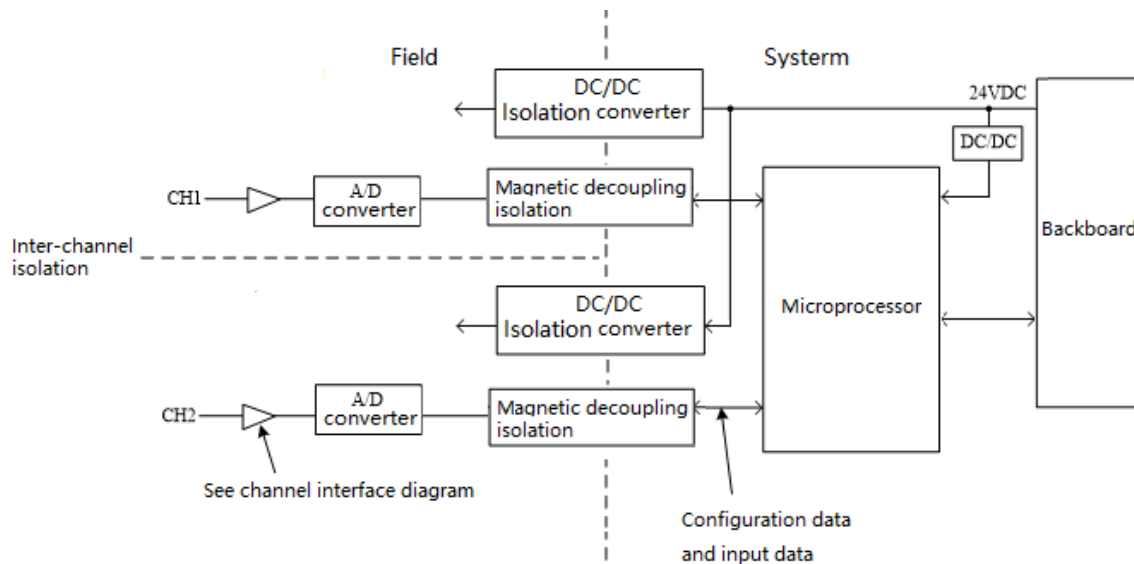 Field
Systerm
DC/DC
Isolation converter
24VDC
DC/DC
CH1
A/D
converter
Magnetic decoupling
isolation
Backboard
Inter-channel
isolation
DC/DC
Isolation converter
Microprocessor
CH2
A/D
converter
Magnetic decoupling
isolation
See channel interface diagram
Configuration data
and input data